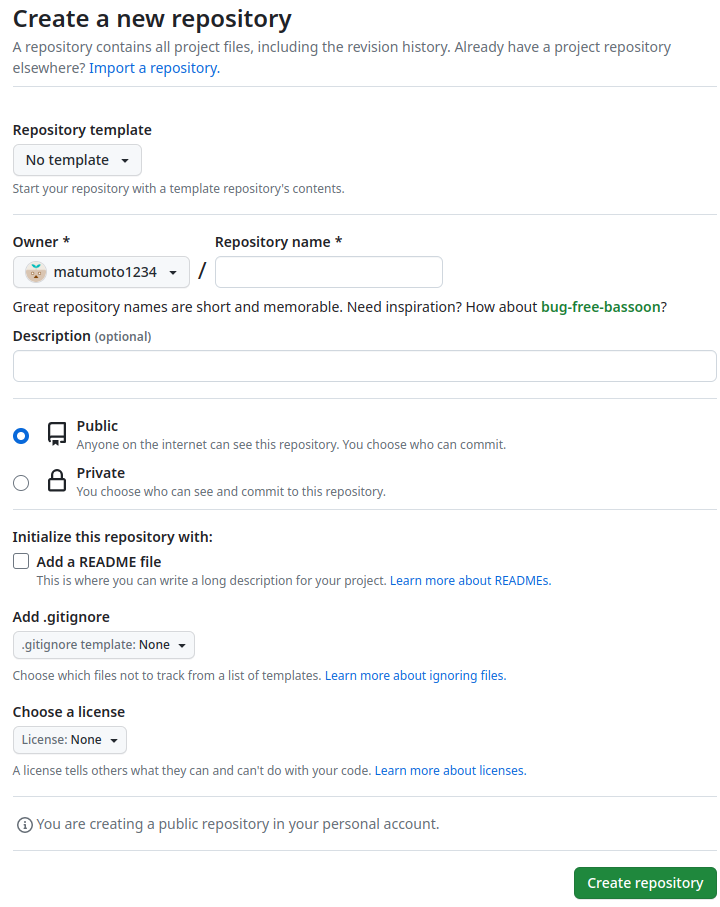 Create a new repository
A repository contains all project files, including the revision history. Already have a project repository
elsewhere? Import a repository.
Repository template
No template
Start your repository with a template repository's contents.
Owner * Repository name *
matumoto1234 /
Great repository names are short and memorable. Need inspiration? How about bug-free-bassoon?
Description (optional)
Public
Anyone on the internet can see this repository. You choose who can commit.
Private
You choose who can see and commit to this repository.
Initialize this repository with:
Add a README file
This is where you can write a long description for your project. Learn more about READMEs.
Add .gitignore
.gitignore template: None
Choose which files not to track from a list of templates. Learn more about ignoring files.
Choose a license
License: None
A license tells others what they can and can't do with your code. Learn more about licenses.
You are creating a public repository in your personal account.
Create repository